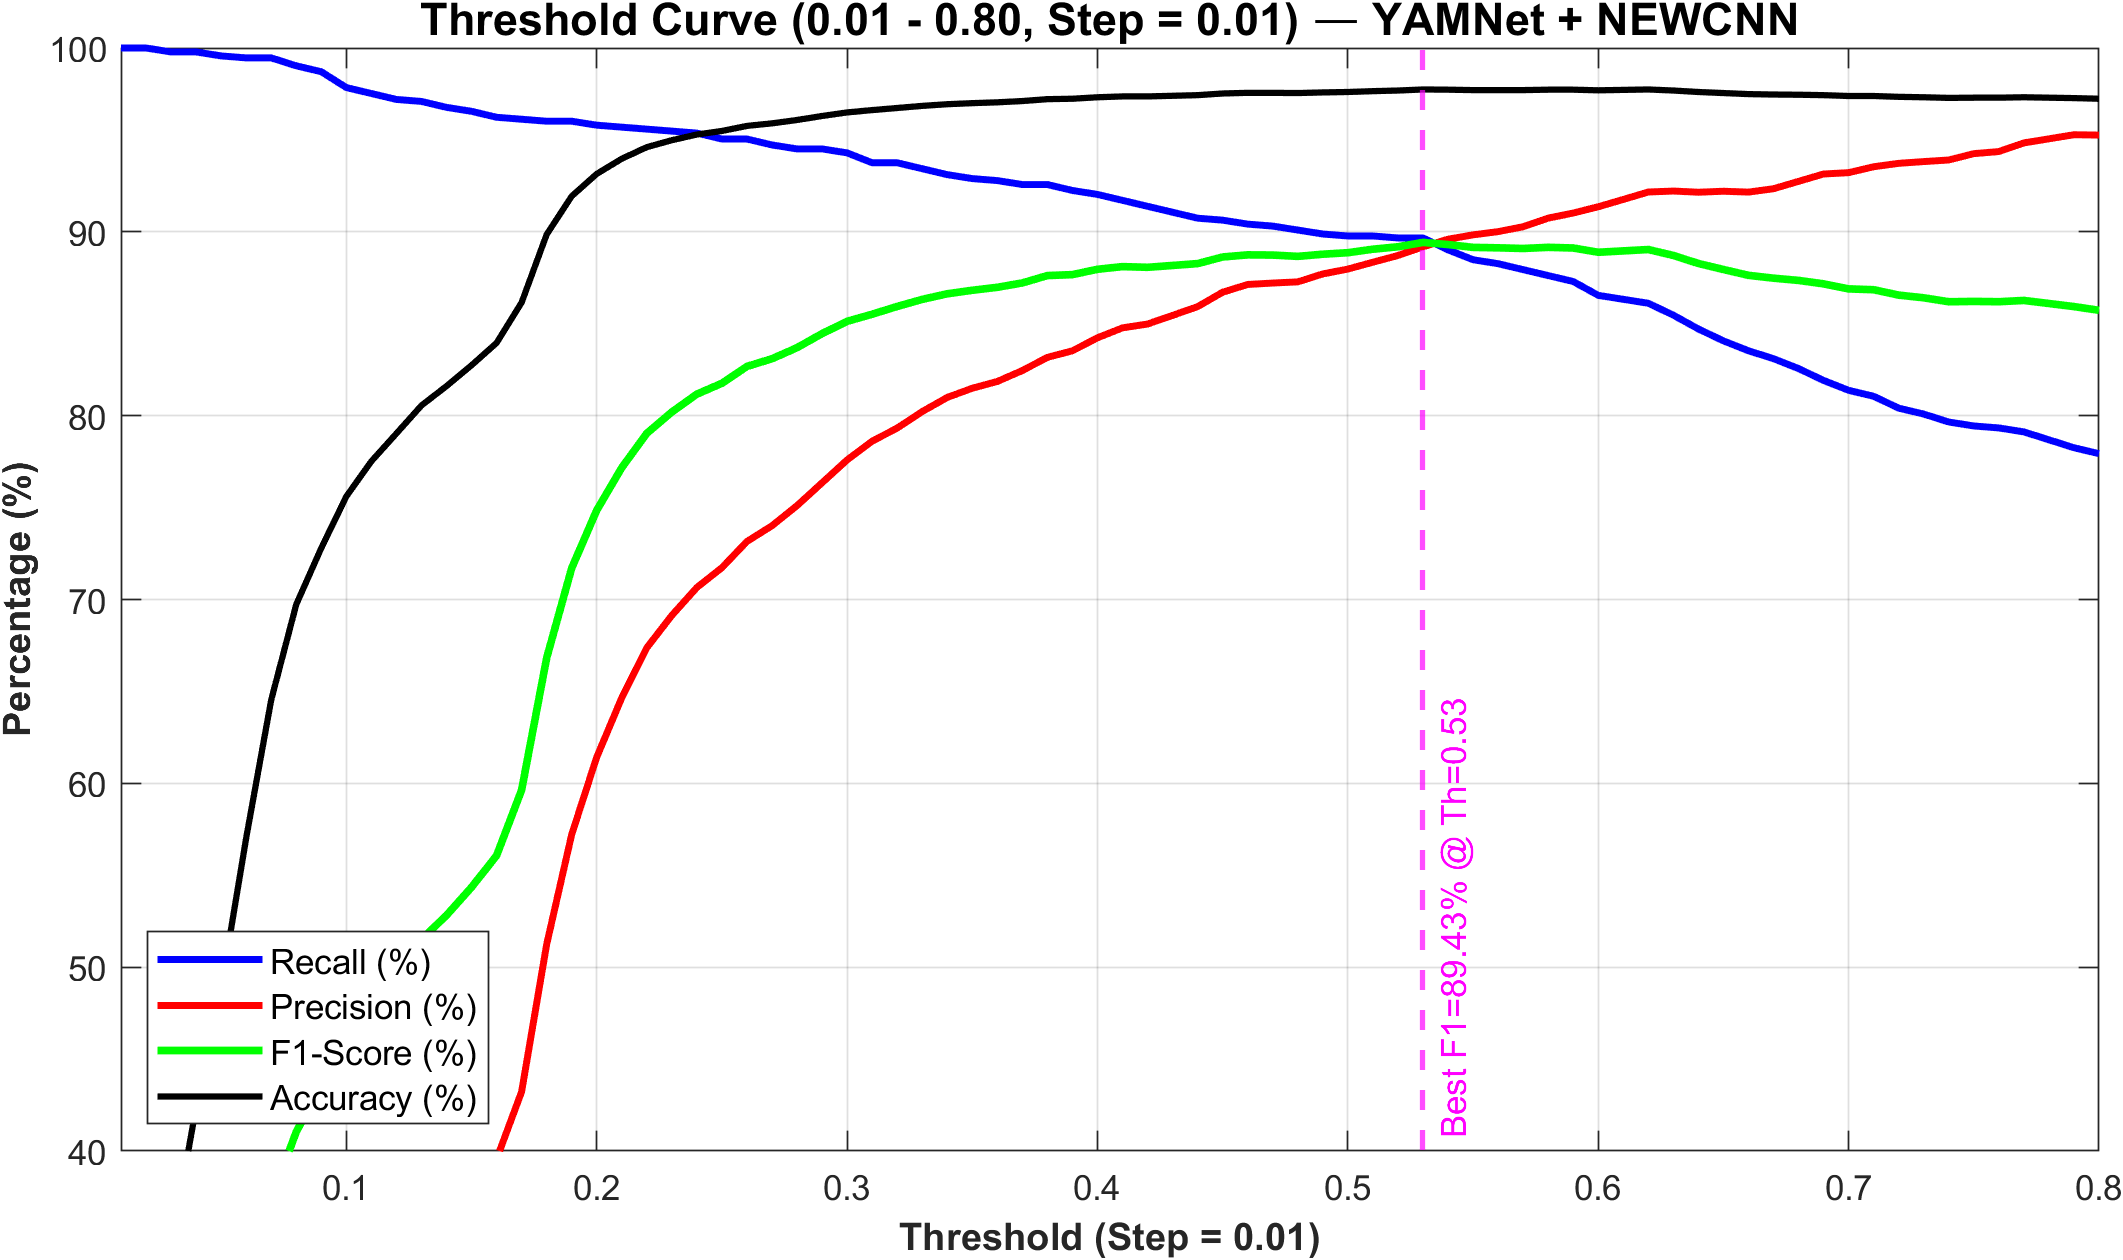 Threshold Curve (0.01 - 0.80, Step = 0.01) — YAMNet + NEWCNN
Percentage (%)
100
90
80
70
60
50
40
Recall (%)
Precision (%)
F1-Score (%)
Accuracy (%)
Best F1=89.43% @ Th=0.53
0.1 0.2 0.3 0.4 0.5 0.6 0.7 0.8
Threshold (Step = 0.01)